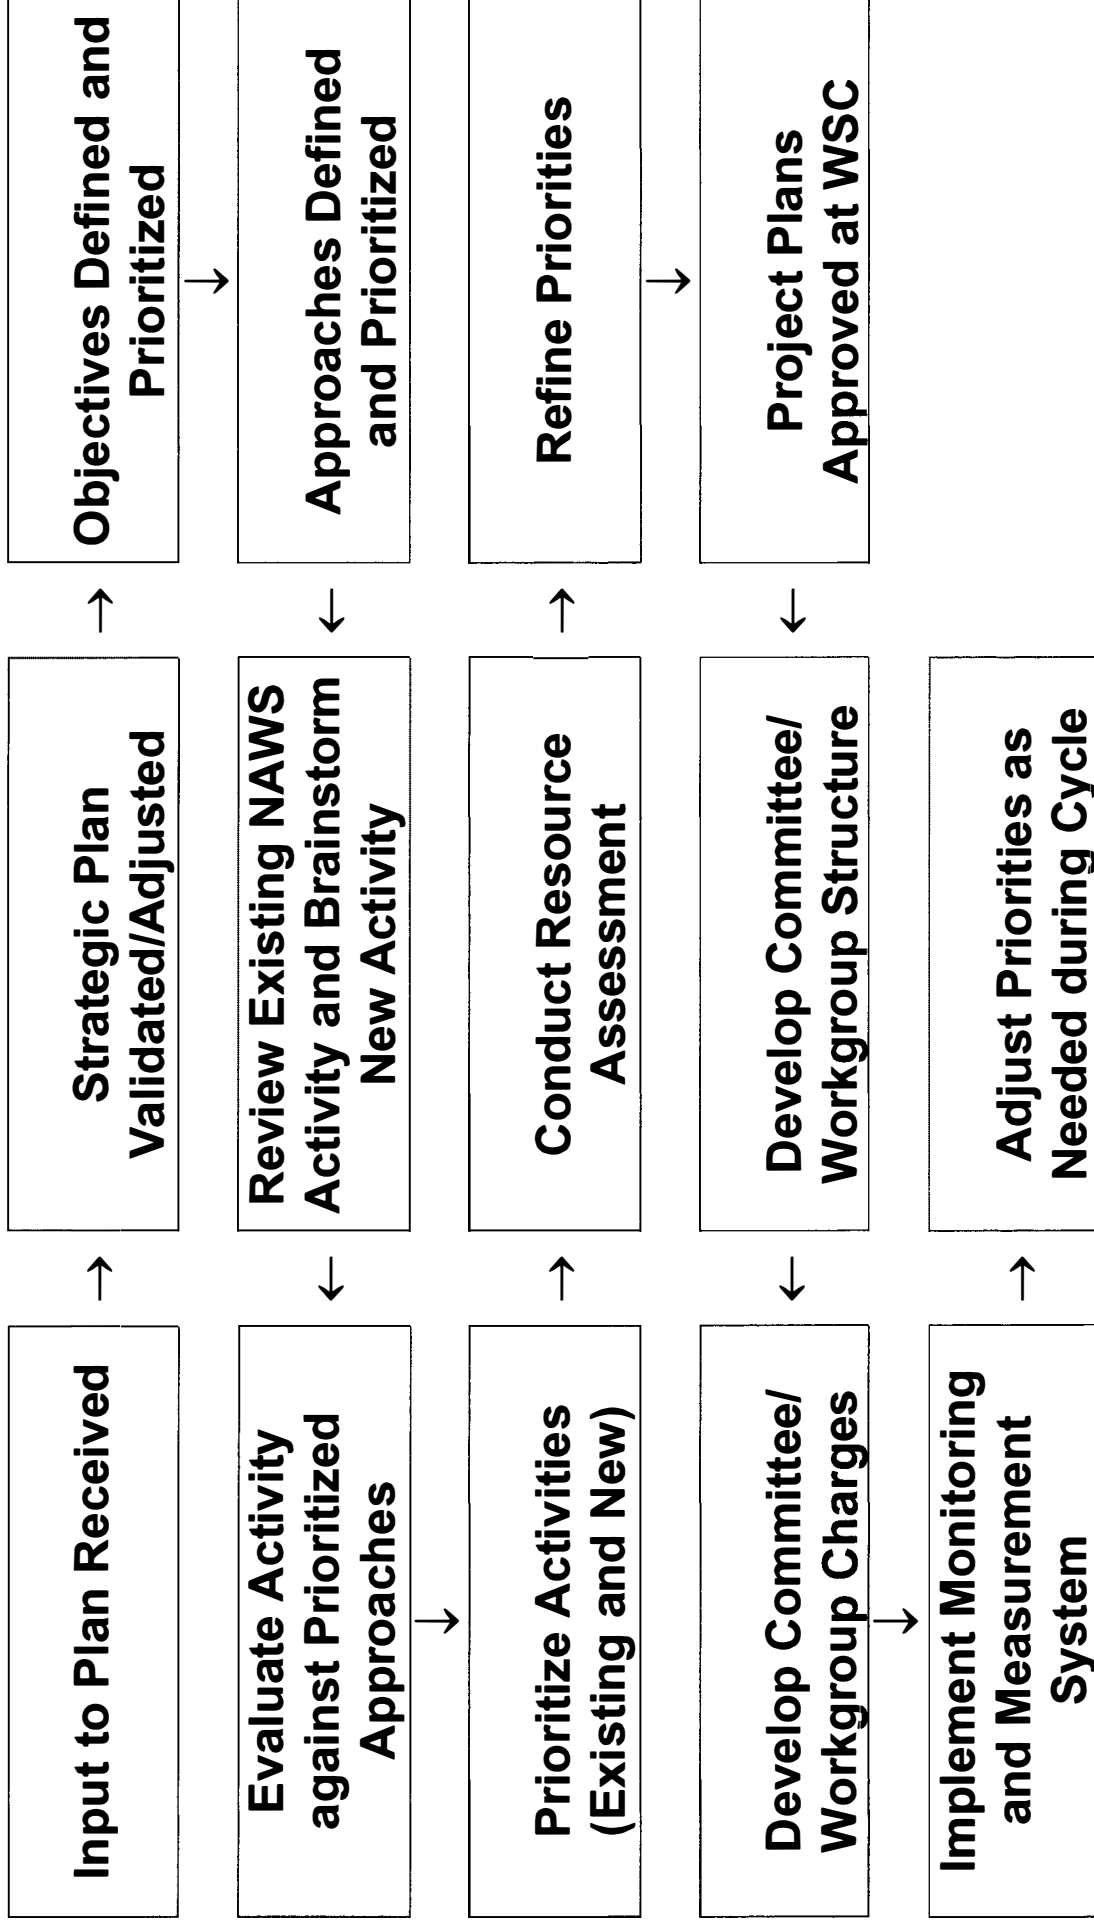 Input to Plan Received
Strategic Plan
Validated/Adjusted
Objectives Defined and
Prioritized
Approaches Defined
and Prioritized
Review Existing NAWS
Activity and Brainstorm
New Activity
Evaluate Activity
against Prioritized
Approaches
Prioritize Activities
(Existing and New)
Conduct Resource
Assessment
Refine Priorities
Project Plans
Approved at WSC
Develop Committee/
Workgroup Structure
Develop Committee/
Workgroup Charges
Implement Monitoring
and Measurement
System
Adjust Priorities as
Needed during Cycle